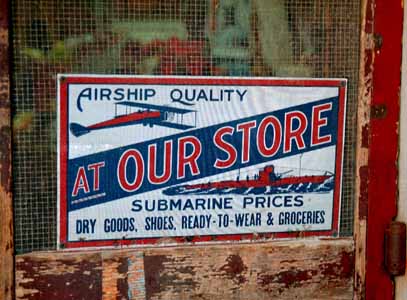 AIRSHIP QUALITY
AT OUR STORE
SUBMARINE PRICES
DRY GOODS, SHOES, READY-TO-WEAR & GROCERIES